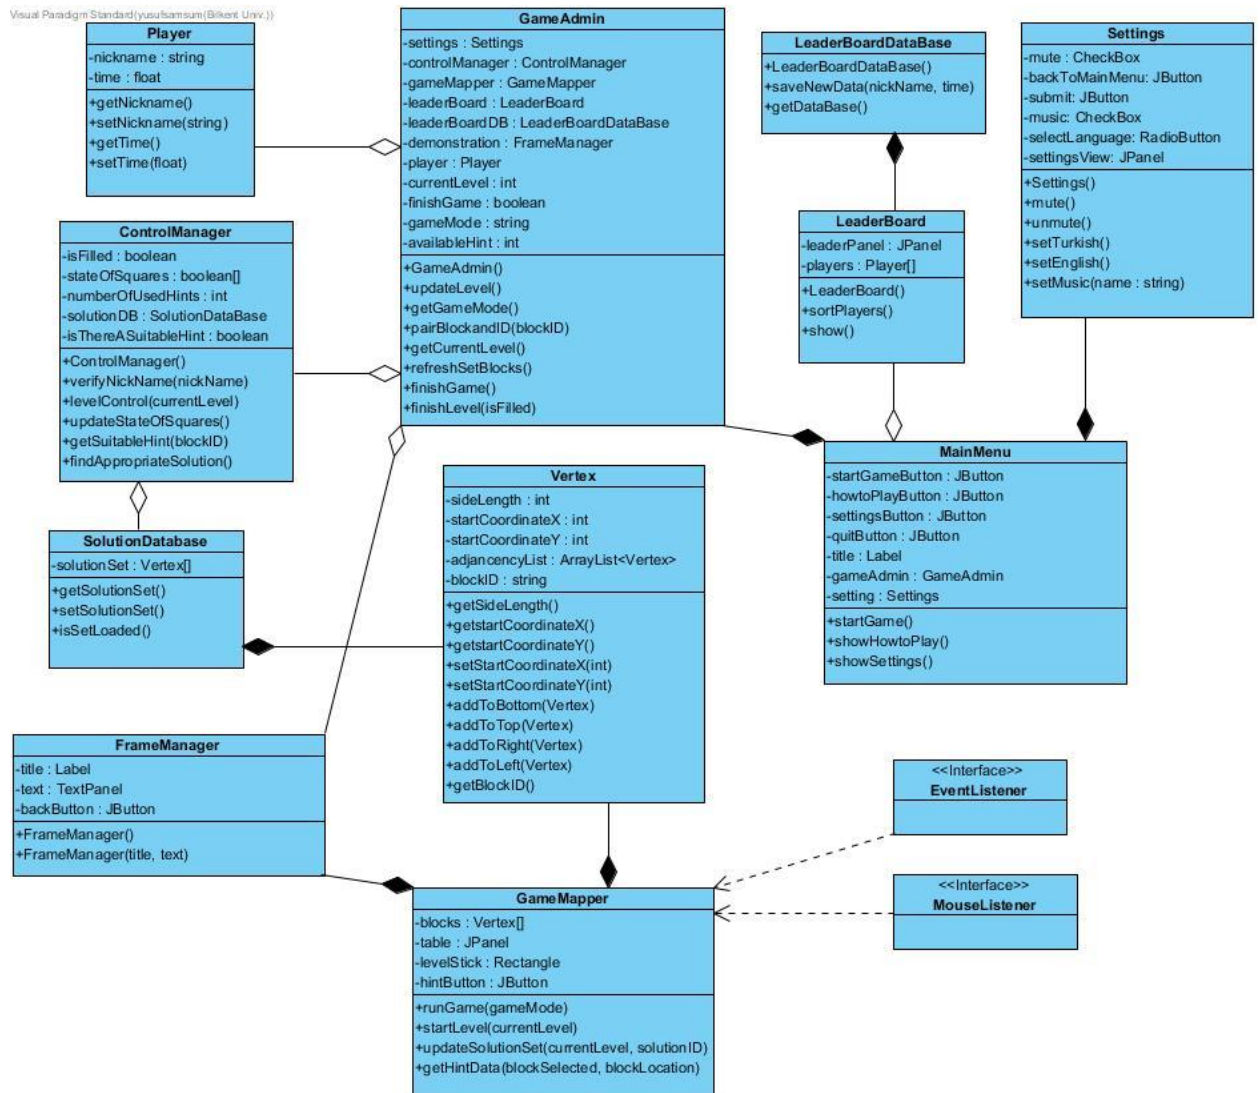 Visual Paradigm Standard(yusufsamsum(Bilkent Univ.))
Player
-nickname : string
-time : float
+getNickname()
+setNickname(string)
+getTime()
+setTime(float)
GameAdmin
-settings : Settings
-controlManager : ControlManager
-gameMapper : GameMapper
-leaderBoard : LeaderBoard
-leaderBoardDB : LeaderBoardDataBase
-demonstration : FrameManager
-player : Player
-currentLevel : int
-finishGame : boolean
-gameMode : string
-availableHint : int
+GameAdmin()
+updateLevel()
+getGameMode()
+pairBlockandID(blockID)
+getCurrentLevel()
+refreshSetBlocks()
+finishGame()
+finishLevel(isFilled)
LeaderBoardDataBase
+LeaderBoardDataBase()
+saveNewData(nickName, time)
+getDataBase()
Settings
-mute : CheckBox
-backToMainMenu: JButton
-submit: JButton
-music: CheckBox
-selectLanguage: RadioButton
-settingsView: JPanel
+Settings()
+mute()
+unmute()
+setTurkish()
+setEnglish()
+setMusic(name : string)
ControlManager
-isFilled : boolean
-stateOfSquares : boolean[]
-numberOfUsedHints : int
-solutionDB : SolutionDataBase
-isThereASuitableHint : boolean
+ControlManager()
+verifyNickName(nickName)
+levelControl(currentLevel)
+updateStateOfSquares()
+getSuitableHint(blockID)
+findAppropriateSolution()
LeaderBoard
-leaderPanel : JPanel
-players : Player[]
+LeaderBoard()
+sortPlayers()
+show()
MainMenu
-startGameButton : JButton
-howtoPlayButton : JButton
-settingsButton : JButton
-quitButton : JButton
-title : Label
-gameAdmin : GameAdmin
-setting : Settings
+startGame()
+showHowtoPlay()
+showSettings()
Vertex
-sideLength : int
-startCoordinateX : int
-startCoordinateY : int
-adjancencyList : ArrayList<Vertex>
-blockID : string
+getSideLength()
+getstartCoordinateX()
+getstartCoordinateY()
+setStartCoordinateX(int)
+setStartCoordinateY(int)
+addToBottom(Vertex)
+addToTop(Vertex)
+addToRight(Vertex)
+addToLeft(Vertex)
+getBlockID()
SolutionDatabase
-solutionSet : Vertex[]
+getSolutionSet()
+setSolutionSet()
+isSetLoaded()
FrameManager
-title : Label
-text : TextPanel
-backButton : JButton
+FrameManager()
+FrameManager(title, text)
<<Interface>>
EventListener
<<Interface>>
MouseListener
GameMapper
-blocks : Vertex[]
-table : JPanel
-levelStick : Rectangle
-hintButton : JButton
+runGame(gameMode)
+startLevel(currentLevel)
+updateSolutionSet(currentLevel, solutionID)
+getHintData(blockSelected, blockLocation)